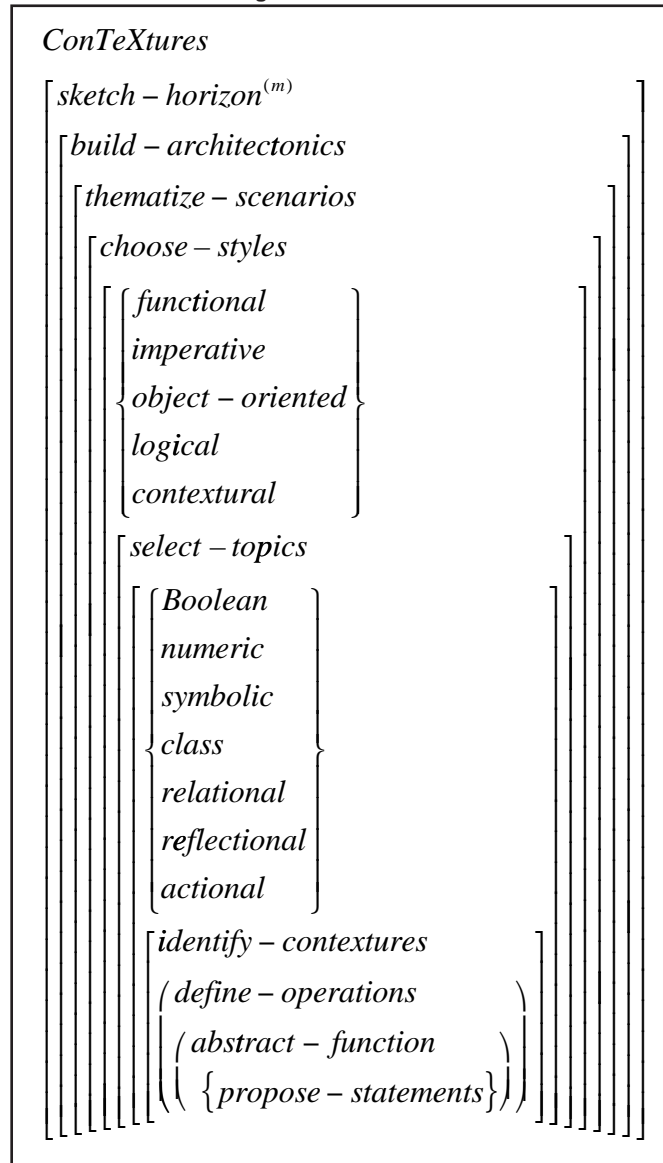 ConTeXtures
sketch – horizon(m)
build – architectonics
thematize – scenarios
choose – styles
functional
imperative
object – oriented
logical
contextural
select – topics
Boolean
numeric
symbolic
class
relational
reflectional
actional
identify – contextures
define – operations
abstract – function
{propose – statements}